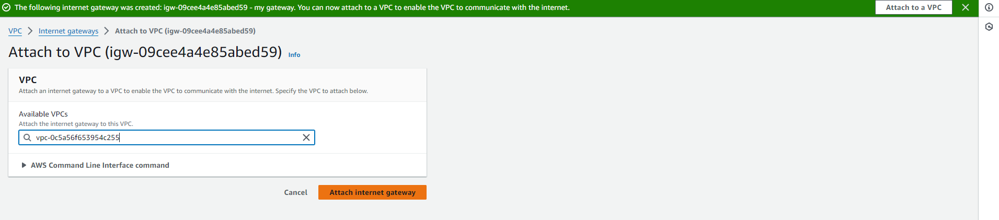 The following internet gateway was created: igw-09cee4a4e85abed59 - my gateway. You can now attach to a VPC to enable the VPC to communicate with the internet.
Attach to a VPC
VPC > Internet gateways > Attach to VPC (igw-09cee4a4e85abed59)
Attach to VPC (igw-09cee4a4e85abed59) Info
VPC
Attach an internet gateway to a VPC to enable the VPC to communicate with the internet. Specify the VPC to attach below.
Available VPCs
Attach the internet gateway to this VPC.
vpc-0c5a56f653954c255
AWS Command Line Interface command
Cancel
Attach internet gateway